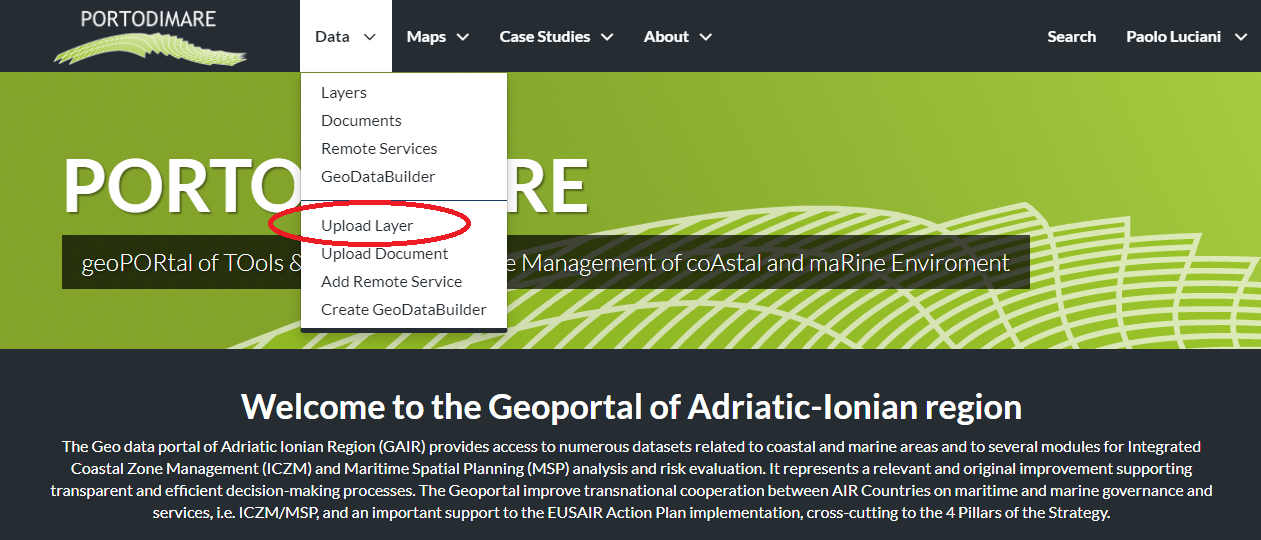 PORTODIMARE
Data
Maps
Case Studies
About
Search
Paolo Luciani
Layers
Documents
Remote Services
GeoDataBuilder
PORTO RE
Upload Layer
geoPORtal of TOols & e Management of coAstal and maRine Enviroment
Upload Document
Add Remote Service
Create GeoDataBuilder
Welcome to the Geoportal of Adriatic-Ionian region
The Geo data portal of Adriatic Ionian Region (GAIR) provides access to numerous datasets related to coastal and marine areas and to several modules for Integrated
Coastal Zone Management (ICZM) and Maritime Spatial Planning (MSP) analysis and risk evaluation. It represents a relevant and original improvement supporting
transparent and efficient decision-making processes. The Geoportal improve transnational cooperation between AIR Countries on maritime and marine governance and
services, i.e. ICZM/MSP, and an important support to the EUSAIR Action Plan implementation, cross-cutting to the 4 Pillars of the Strategy.